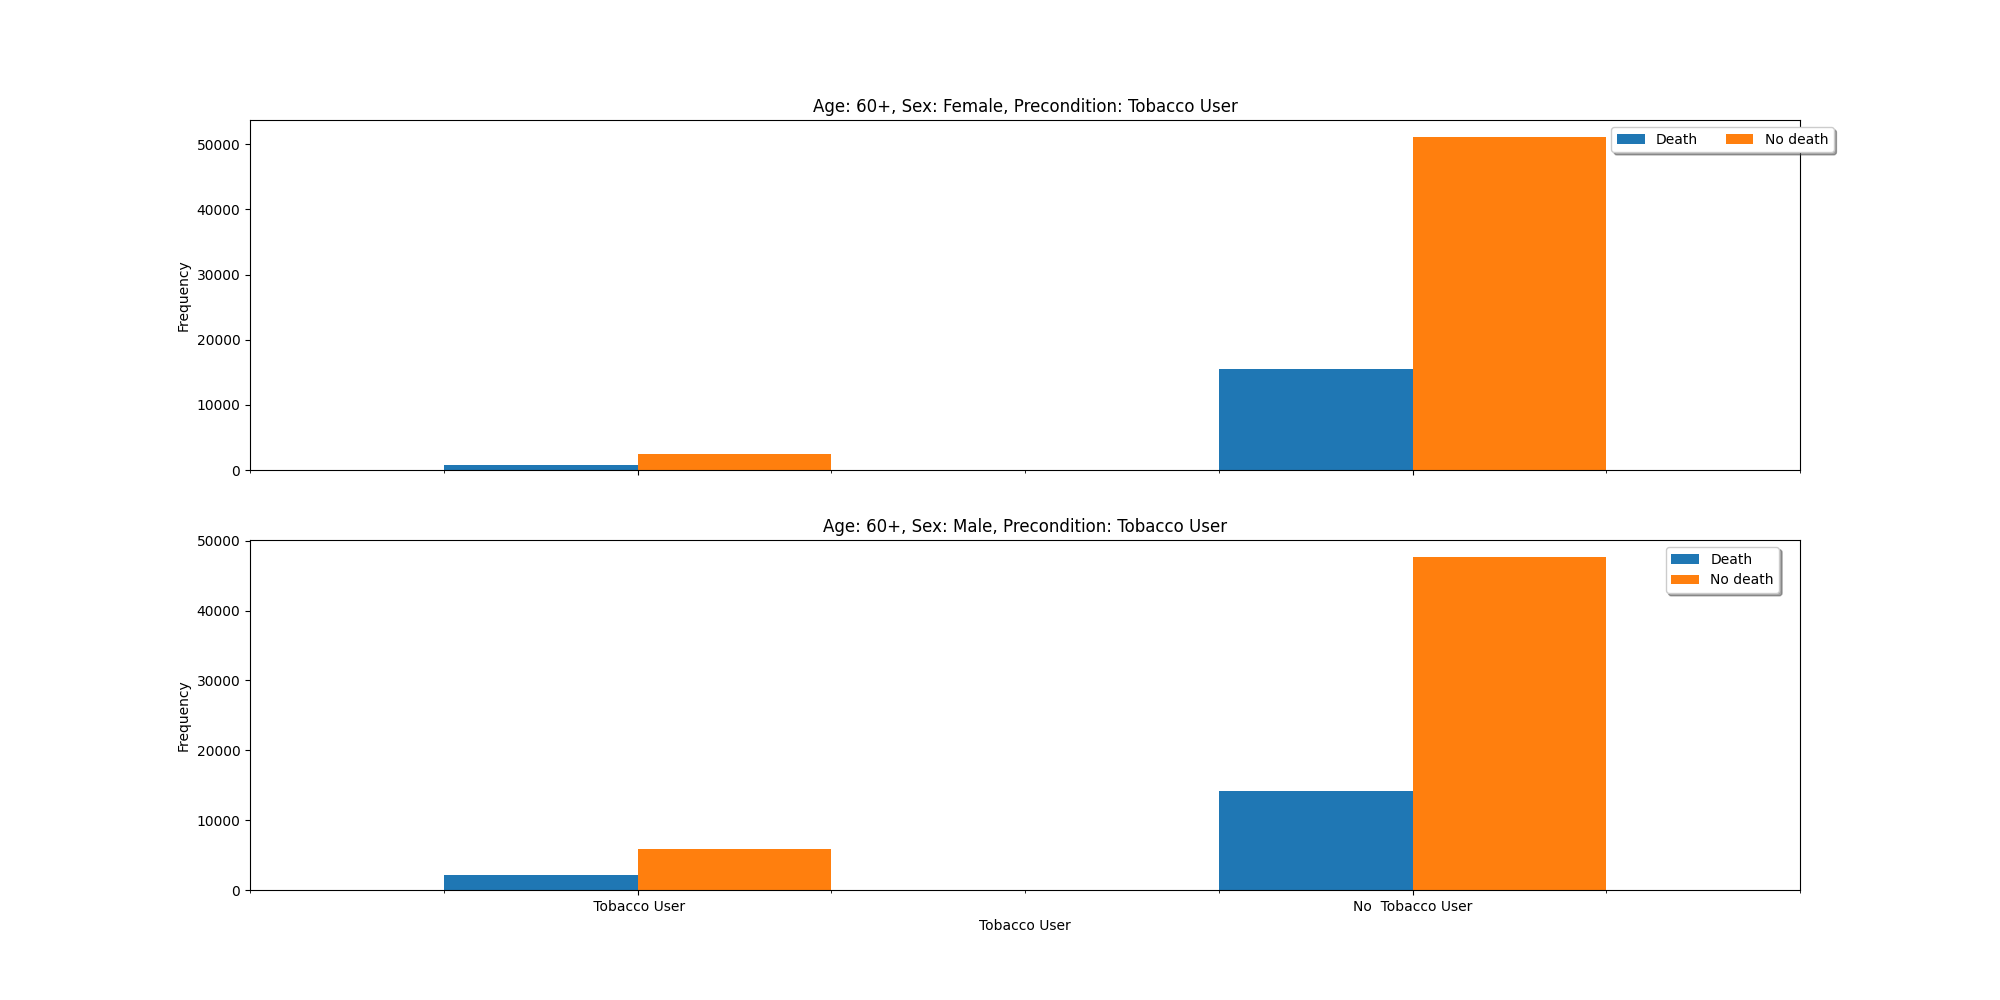 Age: 60+, Sex: Female, Precondition: Tobacco User
Death No death
50000
40000
30000
20000
10000
0
Frequency
Age: 60+, Sex: Male, Precondition: Tobacco User
Death
No death
50000
40000
30000
20000
10000
0
Frequency
Tobacco User No  Tobacco User
Tobacco User